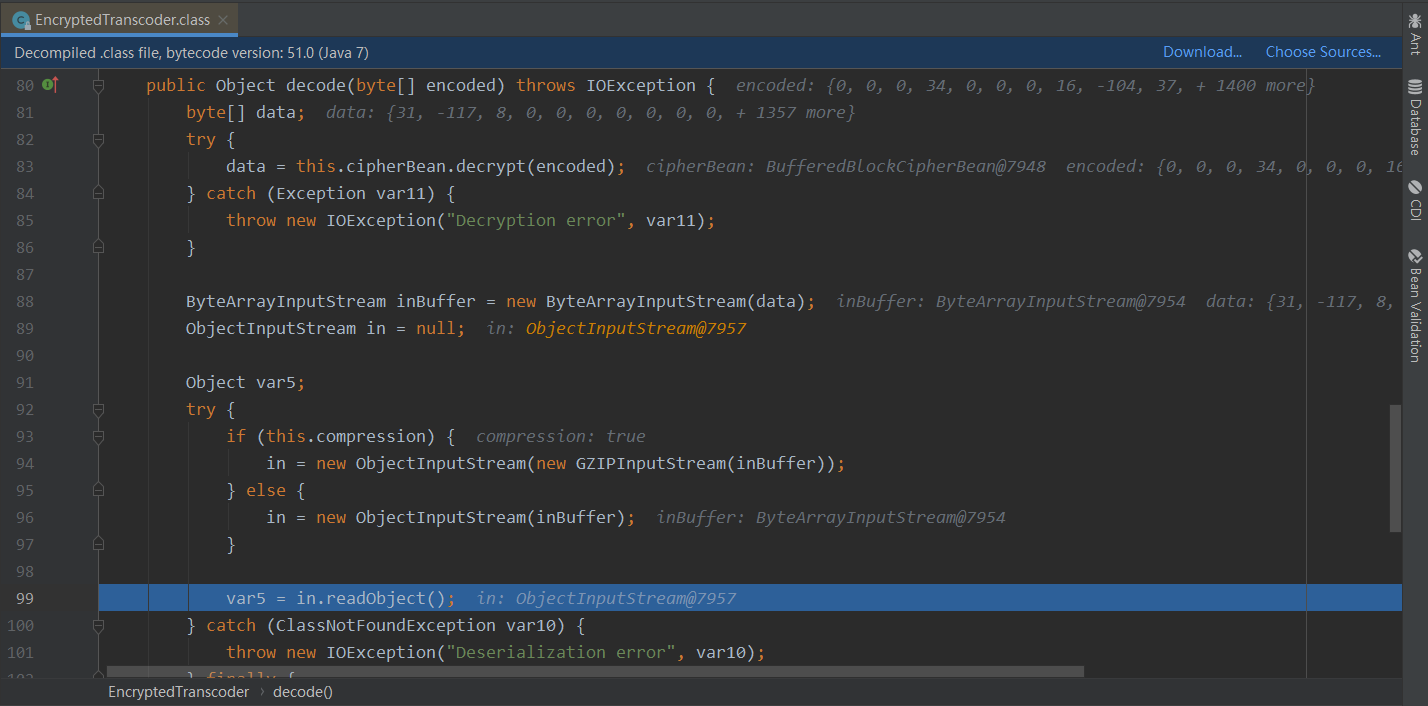 EncryptedTranscoder.class
Decompiled .class file, bytecode version: 51.0 (Java 7) Download... Choose Sources...
80 public Object decode(byte[] encoded) throws IOException { encoded: {0, 0, 0, 34, 0, 0, 0, 16, -104, 37, + 1400 more}
81 byte[] data; data: {31, -117, 8, 0, 0, 0, 0, 0, 0, 0, + 1357 more}
82 try {
83 data = this.cipherBean.decrypt(encoded); cipherBean: BufferedBlockCipherBean@7948 encoded: {0, 0, 0, 34, 0, 0, 0, 16
84 } catch (Exception var11) {
85 throw new IOException("Decryption error", var11);
86 }
87
88 ByteArrayInputStream inBuffer = new ByteArrayInputStream(data); inBuffer: ByteArrayInputStream@7954 data: {31, -117, 8,
89 ObjectInputStream in = null; in: ObjectInputStream@7957
90
91 Object var5;
92 try {
93 if (this.compression) { compression: true
94 in = new ObjectInputStream(new GZIPInputStream(inBuffer));
95 } else {
96 in = new ObjectInputStream(inBuffer); inBuffer: ByteArrayInputStream@7954
97 }
98
99 var5 = in.readObject(); in: ObjectInputStream@7957
100 } catch (ClassNotFoundException var10) {
101 throw new IOException("Deserialization error", var10);
102 } finally {
EncryptedTranscoder › decode()
Ant
Database
CDI
Bean Validation